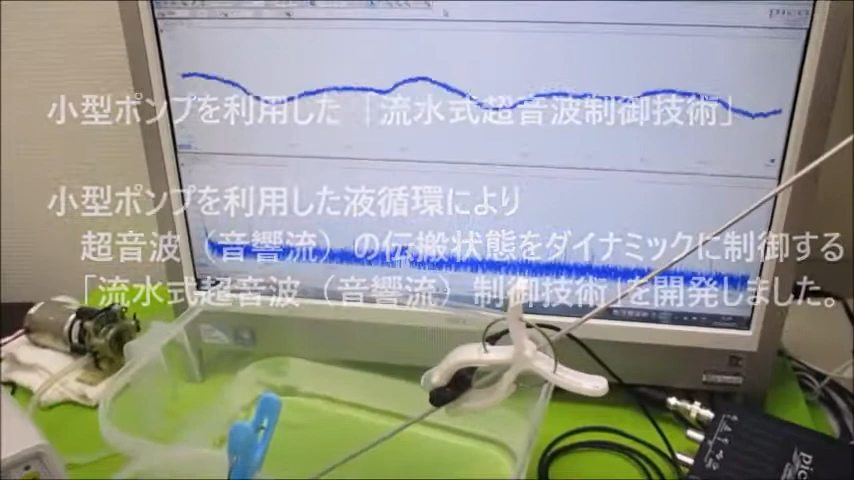 pico
小型ポンプを利用した「流水式超音波制御技術」
小型ポンプを利用した液循環により
超音波（音響流）の伝搬状態をダイナミックに制御する
「流水式超音波（音響流）制御技術」を開発しました。
pico